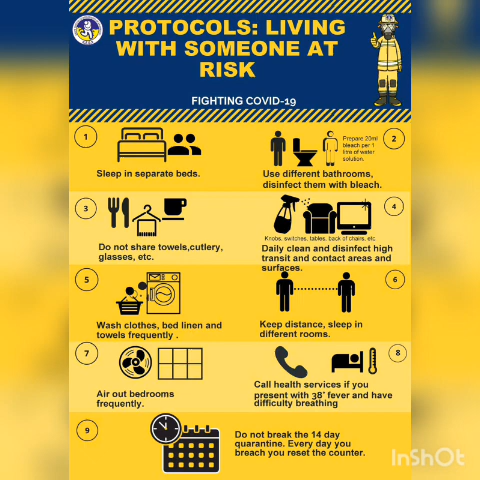 PROTOCOLS: LIVING
WITH SOMEONE AT
RISK
FIGHTING COVID-19
1
Sleep in separate beds.
2
Prepare 20ml
bleach per 1
litre of water
solution.
Use different bathrooms,
disinfect them with bleach.
3
Do not share towels,cutlery,
glasses, etc.
4
Knobs, switches, tables, back of chairs, etc
Daily clean and disinfect high
transit and contact areas and
surfaces.
5
Wash clothes, bed linen and
towels frequently .
6
Keep distance, sleep in
different rooms.
7
Air out bedrooms
frequently.
8
Call health services if you
present with 38° fever and have
difficulty breathing
9
Do not break the 14 day
quarantine. Every day you
breach you reset the counter.
InShOt